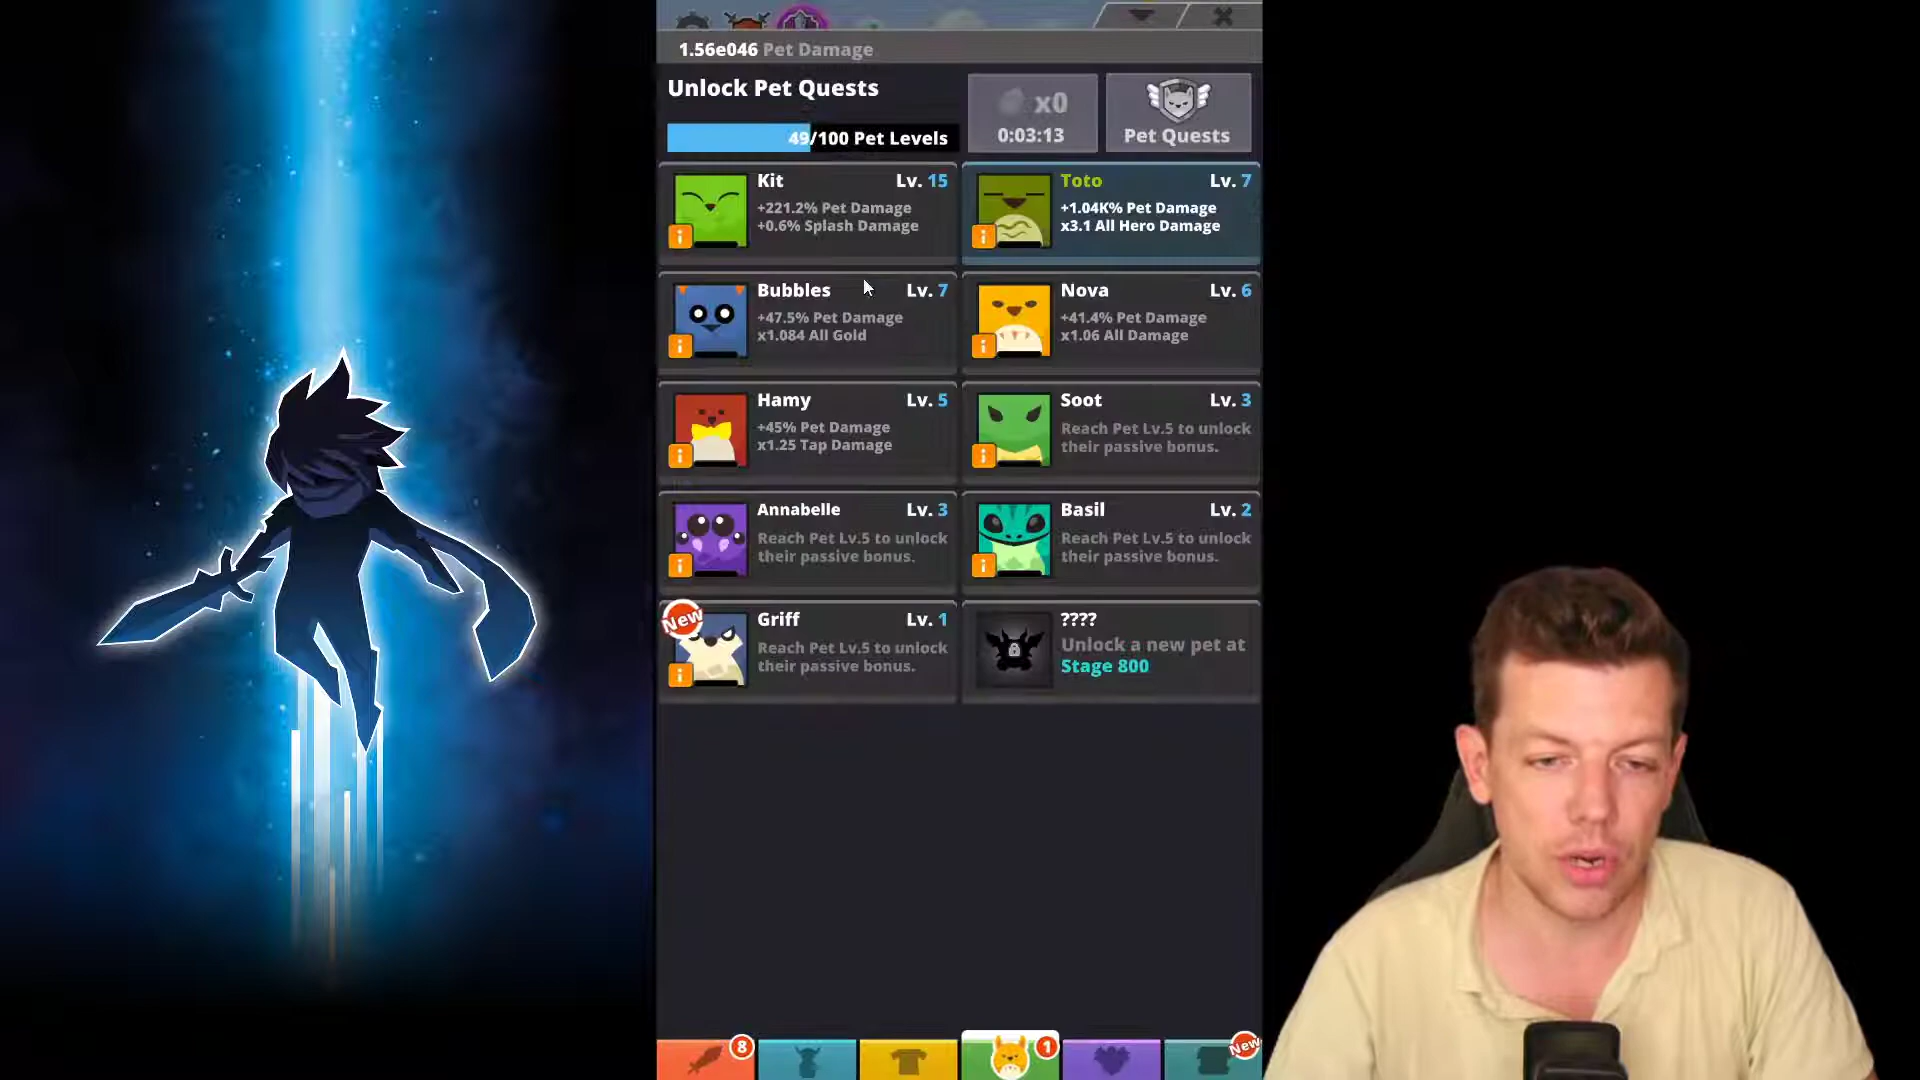 1.56e046 Pet Damage
Unlock Pet Quests
49/100 Pet Levels
x0
0:03:13
Pet Quests
Kit Lv. 15
+221.2% Pet Damage
+0.6% Splash Damage
Toto Lv. 7
+1.04K% Pet Damage
x3.1 All Hero Damage
Bubbles Lv. 7
+47.5% Pet Damage
x1.084 All Gold
Nova Lv. 6
+41.4% Pet Damage
x1.06 All Damage
Hamy Lv. 5
+45% Pet Damage
x1.25 Tap Damage
Soot Lv. 3
Reach Pet Lv.5 to unlock
their passive bonus.
Annabelle Lv. 3
Reach Pet Lv.5 to unlock
their passive bonus.
Basil Lv. 2
Reach Pet Lv.5 to unlock
their passive bonus.
New
Griff Lv. 1
Reach Pet Lv.5 to unlock
their passive bonus.
????
Unlock a new pet at
Stage 800
8
1
New